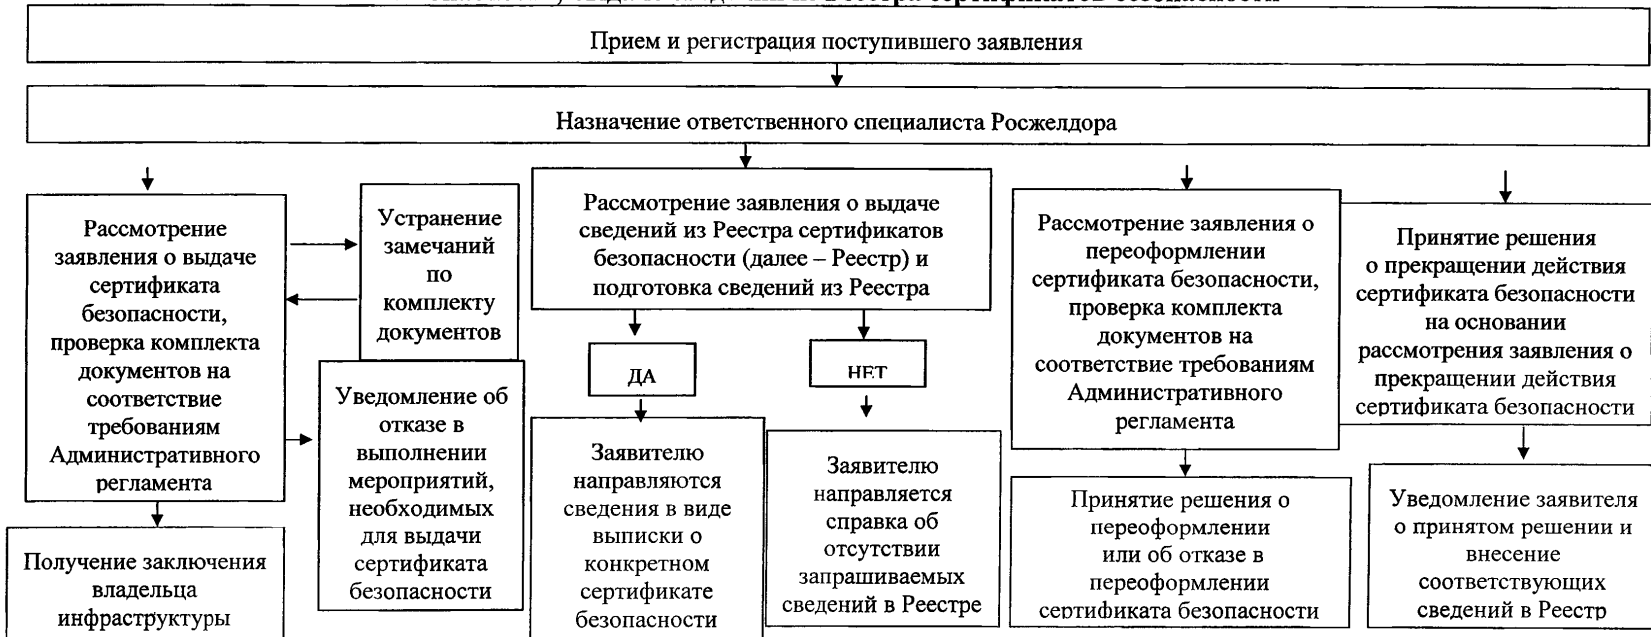 Реестра сертификатов безопасности
Прием и регистрация поступившего заявления
Назначение ответственного специалиста Росжелдора
Рассмотрение
заявления о выдаче
сертификата
безопасности,
проверка комплекта
документов на
соответствие
требованиям
Административного
регламента
Устранение
замечаний
по
комплекту
документов
Уведомление об
отказе в
выполнении
мероприятий,
необходимых
для выдачи
сертификата
безопасности
Получение заключения
владельца
инфраструктуры
Рассмотрение заявления о выдаче
сведений из Реестра сертификатов
безопасности (далее – Реестр) и
подготовка сведений из Реестра
ДА
НЕТ
Заявителю
направляются
сведения в виде
выписки о
конкретном
сертификате
безопасности
Заявителю
направляется
справка об
отсутствии
запрашиваемых
сведений в Реестре
Рассмотрение заявления о
переоформлении
сертификата безопасности,
проверка комплекта
документов на
соответствие требованиям
Административного
регламента
Принятие решения о
переоформлении
или об отказе в
переоформлении
сертификата безопасности
Принятие решения
о прекращении действия
сертификата безопасности
на основании
рассмотрения заявления о
прекращении действия
сертификата безопасности
Уведомление заявителя
о принятом решении и
внесение
соответствующих
сведений в Реестр